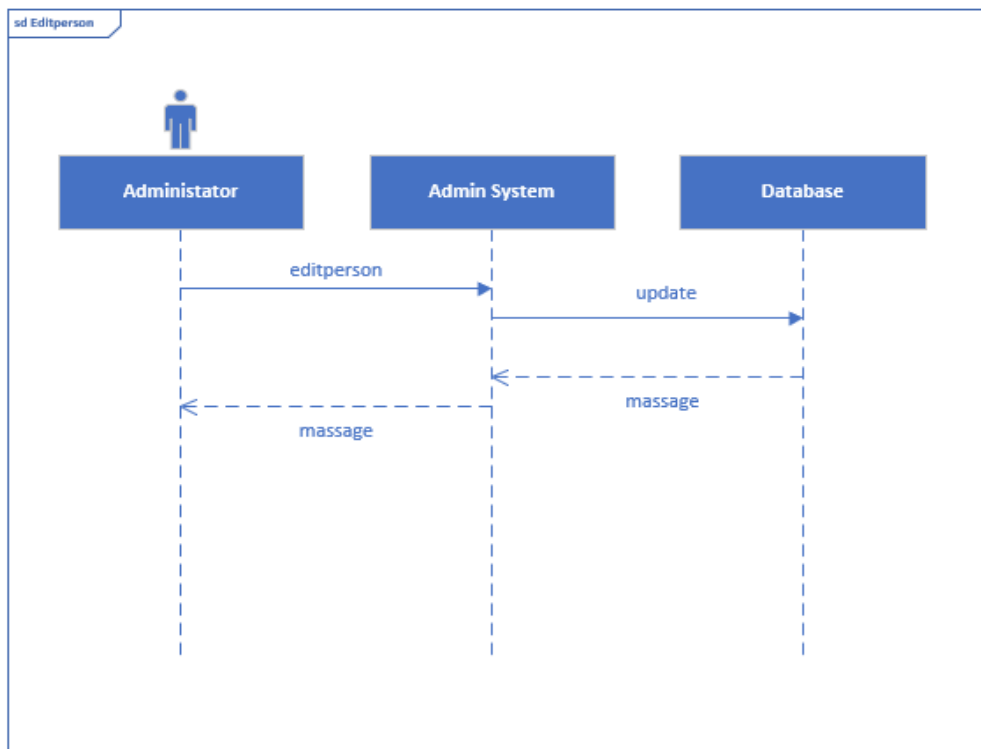 sd Editperson
Administator
Admin System
Database
editperson
update
massage
massage